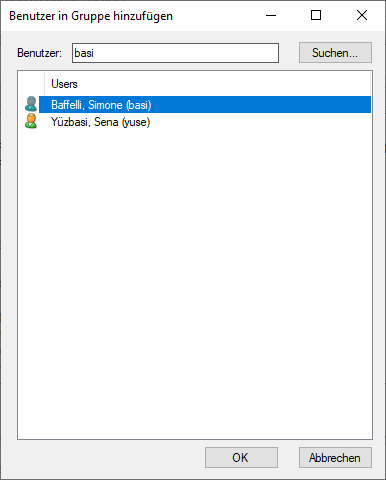 Benutzer in Gruppe hinzufügen
Benutzer: basi Suchen...
Users
Baffelli, Simone (basi)
Yüzbasi, Sena (yuse)
OK Abbrechen